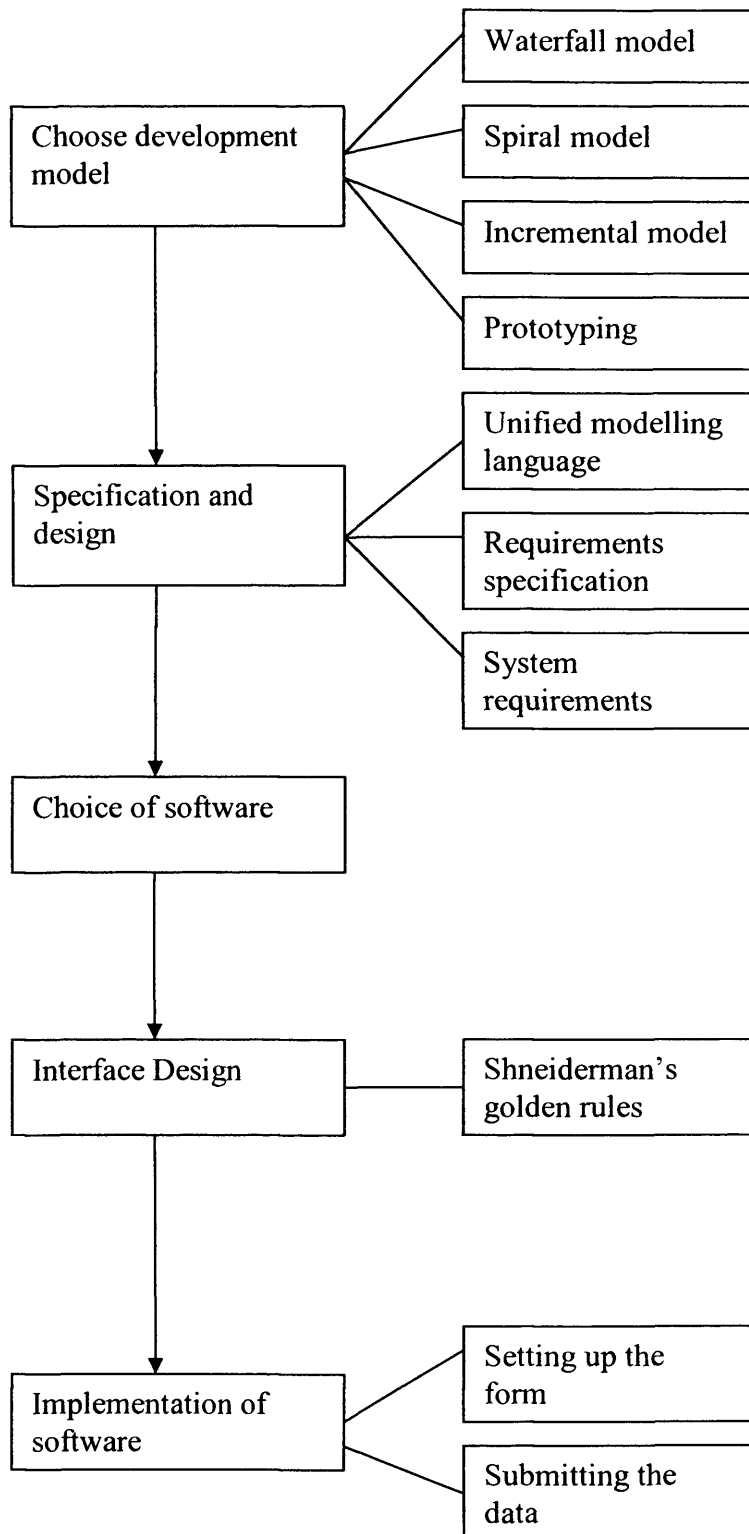 Waterfall model
Choose development
model
Spiral model
Incremental model
Prototyping
Unified modelling
language
Specification and
design
Requirements
specification
System
requirements
Choice of software
Interface Design
Shneiderman's
golden rules
Setting up the
form
Implementation of
software
Submitting the
data